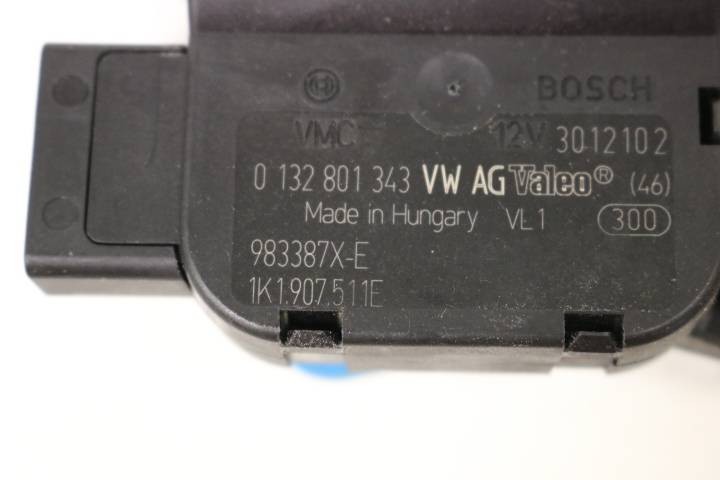 BOSCH
VMC 12V 3012102
0 132 801 343 VW AG Valeo® (46)
Made in Hungary VL1 300
983387X-E
1K1.907.511E